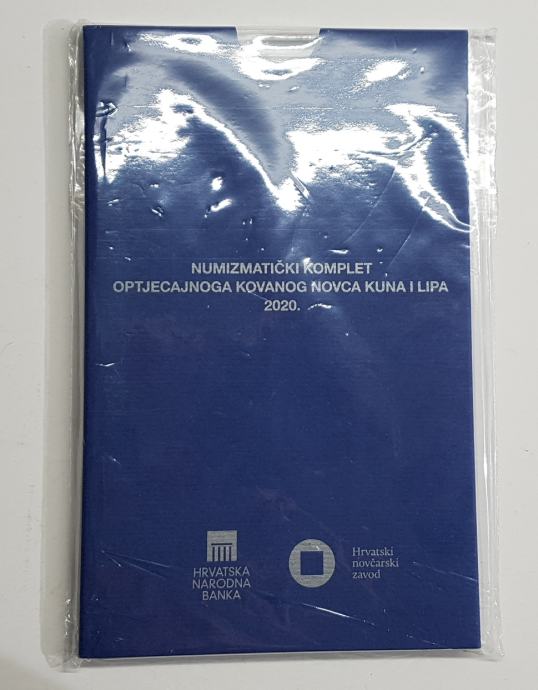 NUMIZMATIČKI KOMPLET
OPTJECAJNOGA KOVANOG NOVCA KUNA I LIPA
2020.
HRVATSKA
NARODNA
BANKA
Hrvatski
novčarski
zavod